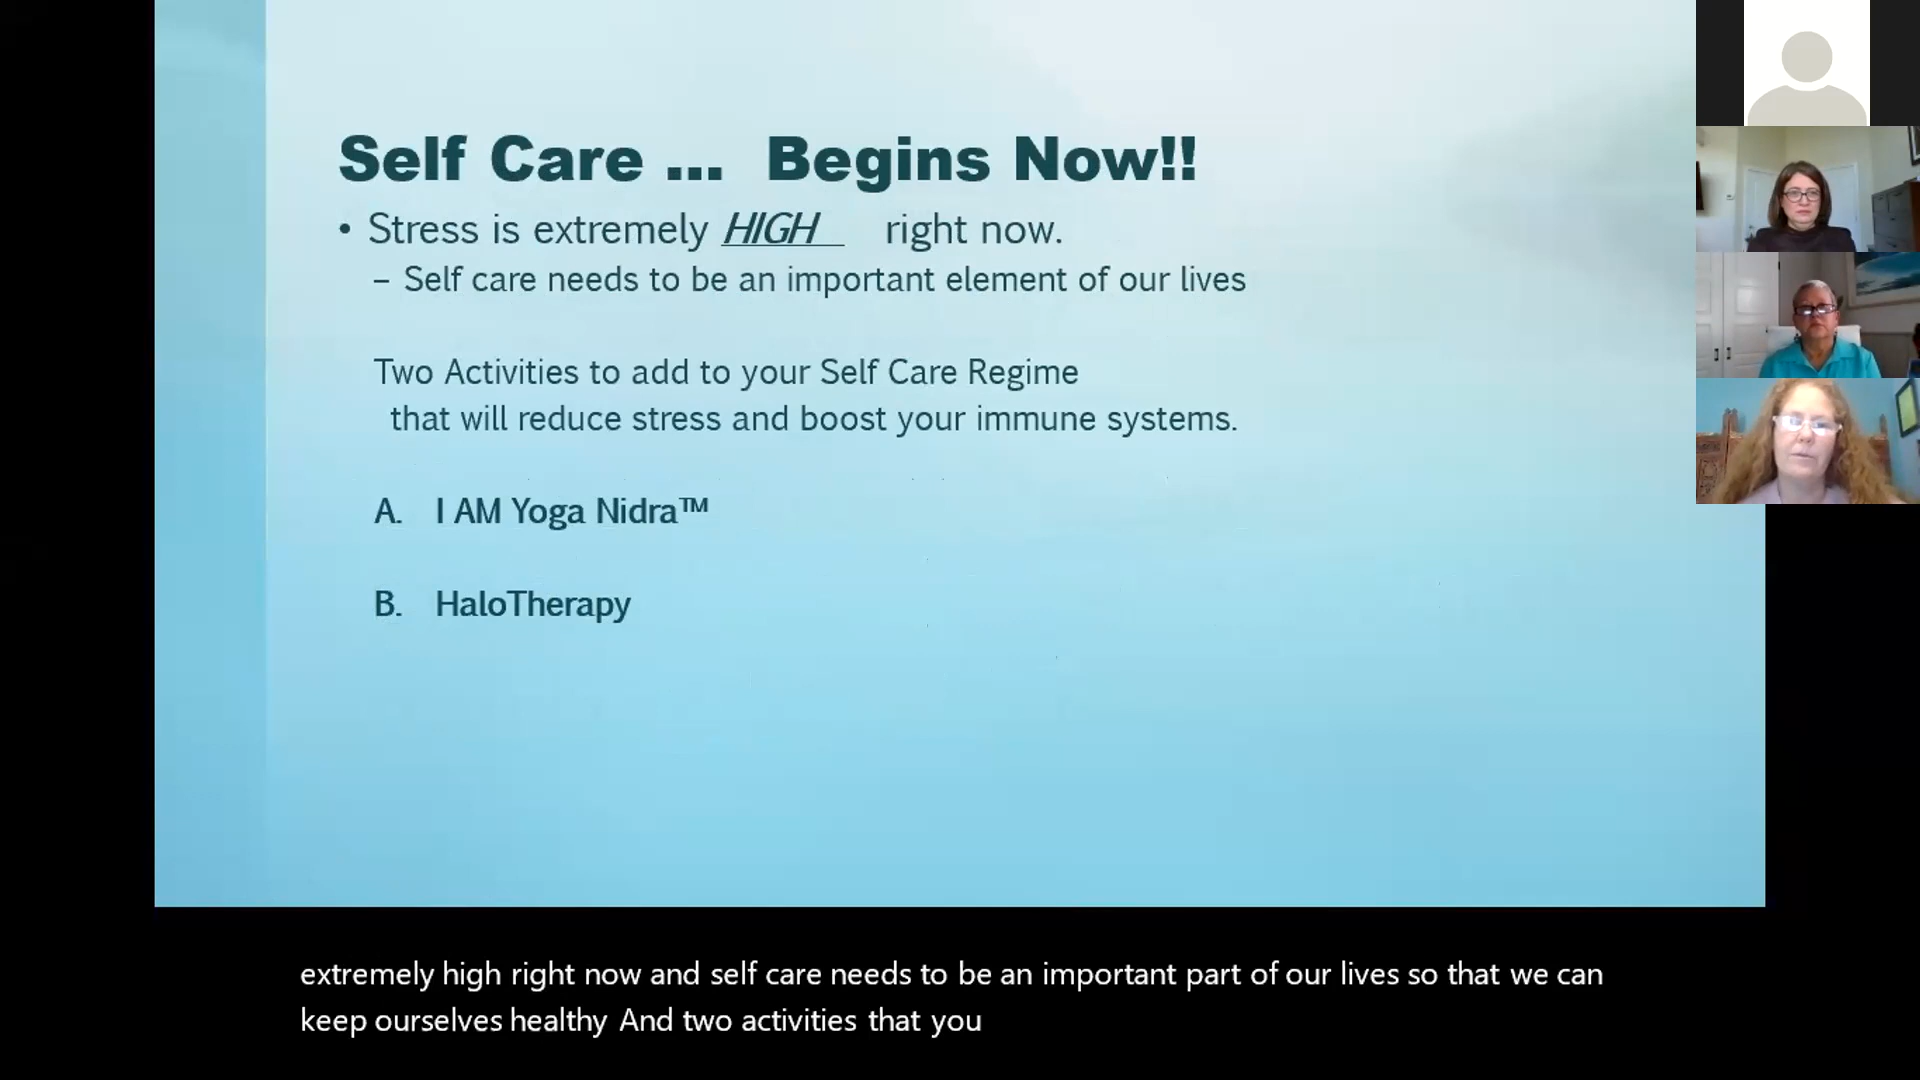 Self Care ... Begins Now!!
• Stress is extremely HIGH right now.
– Self care needs to be an important element of our lives
Two Activities to add to your Self Care Regime
that will reduce stress and boost your immune systems.
A. I AM Yoga Nidra™
B. HaloTherapy
extremely high right now and self care needs to be an important part of our lives so that we can
keep ourselves healthy And two activities that you